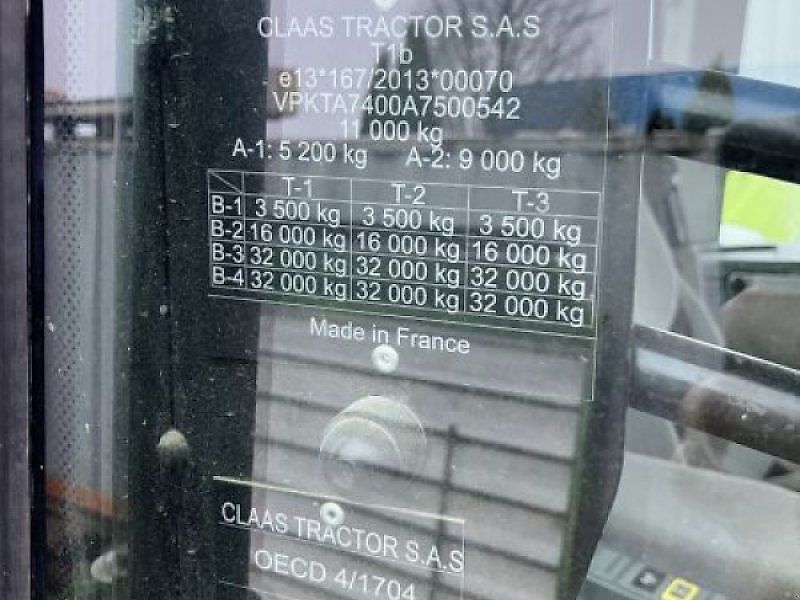 CLAAS TRACTOR S.A.S
T1b
e13*167/2013*00070
VPKTA7400A7500542
11 000 kg
A-1: 5 200 kg A-2: 9 000 kg
T-1 T-2 T-3
B-1 3 500 kg 3 500 kg 3 500 kg
B-2 16 000 kg 16 000 kg 16 000 kg
B-3 32 000 kg 32 000 kg 32 000 kg
B-4 32 000 kg 32 000 kg 32 000 kg
Made in France
CLAAS TRACTOR S.A.S
OECD 4/1704